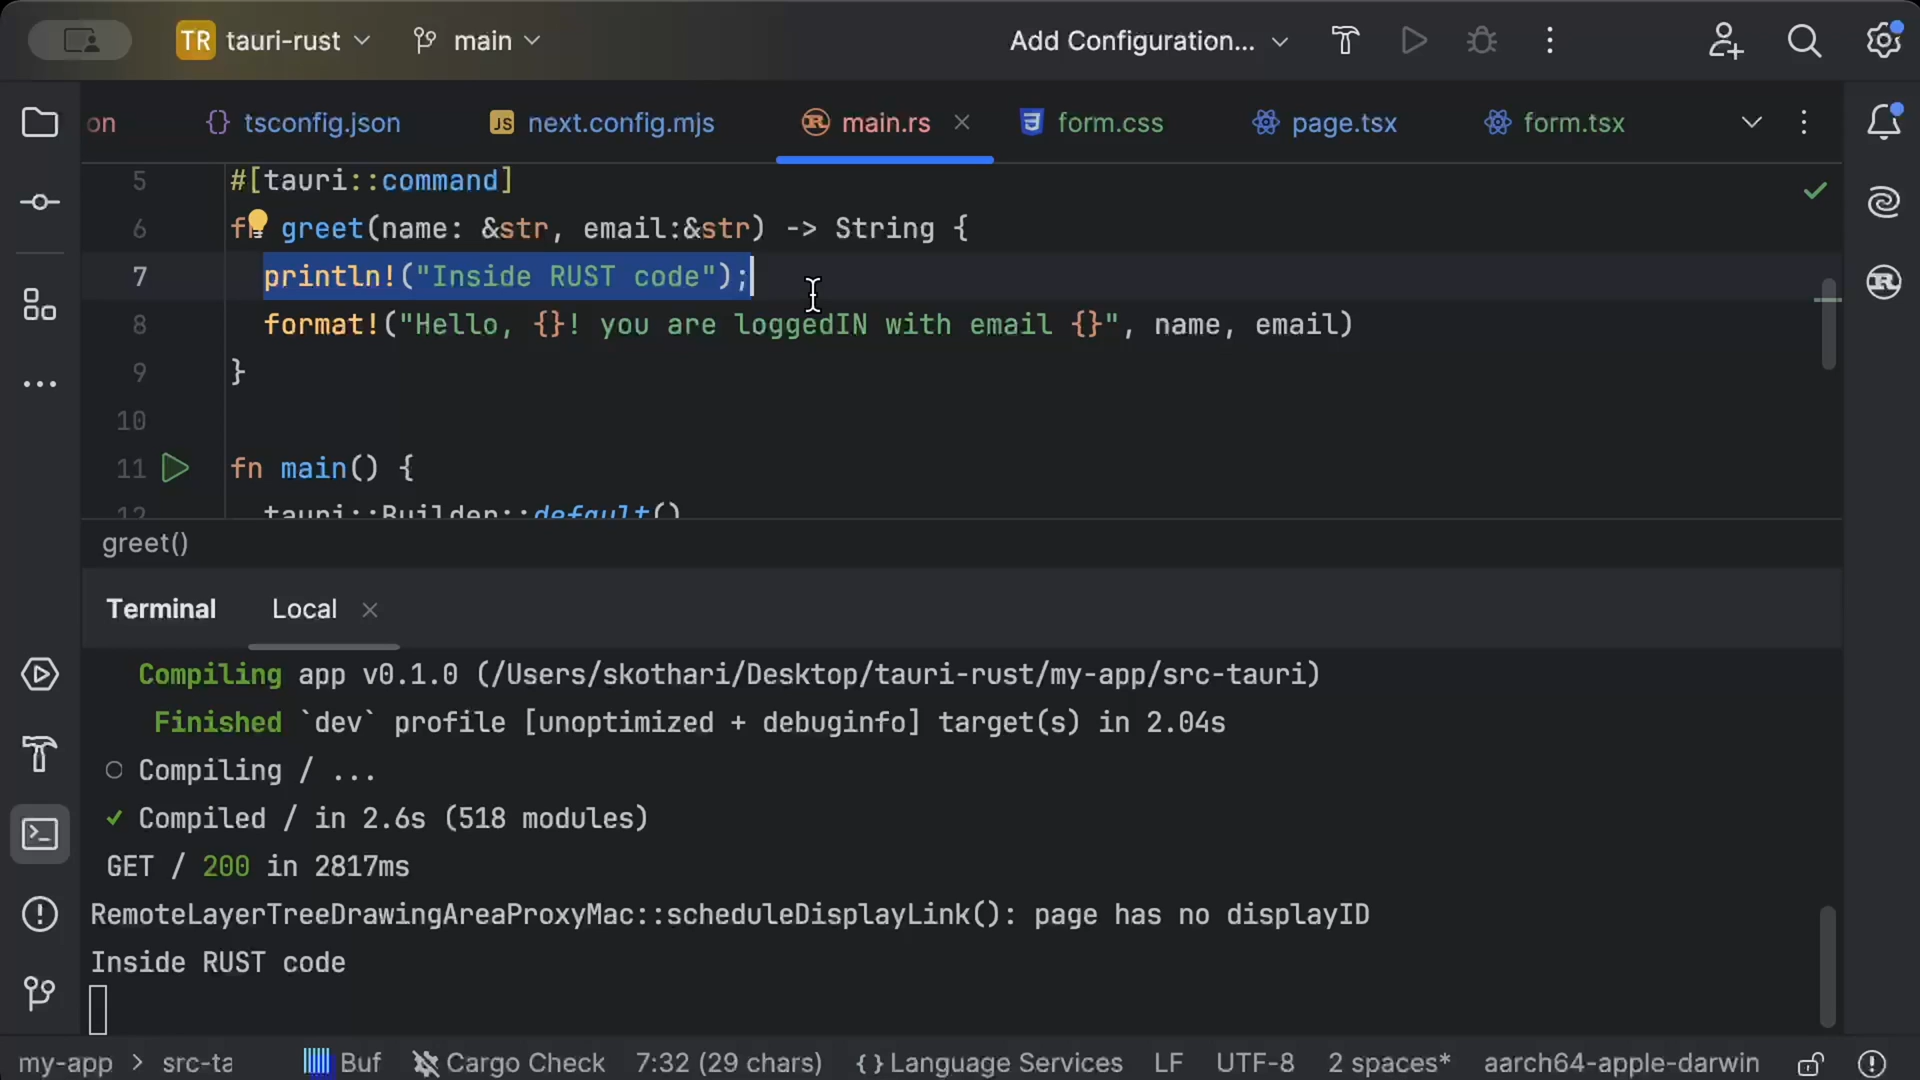 TR tauri-rust main Add Configuration...
on tsconfig.json JS next.config.mjs main.rs form.css page.tsx form.tsx
5 #[tauri::command]
6 greet(name: &str, email:&str) -> String {
7 println!("Inside RUST code");
8 format!("Hello, {}! you are loggedIN with email {}", name, email)
9 }
10
11 fn main() {
12 tauri::Builder::default()
greet()
Terminal Local
Compiling app v0.1.0 (/Users/skothari/Desktop/tauri-rust/my-app/src-tauri)
Finished `dev` profile [unoptimized + debuginfo] target(s) in 2.04s
○ Compiling / ...
✓ Compiled / in 2.6s (518 modules)
GET / 200 in 2817ms
RemoteLayerTreeDrawingAreaProxyMac::scheduleDisplayLink(): page has no displayID
Inside RUST code
my-app > src-ta Buf Cargo Check 7:32 (29 chars) {} Language Services LF UTF-8 2 spaces* aarch64-apple-darwin